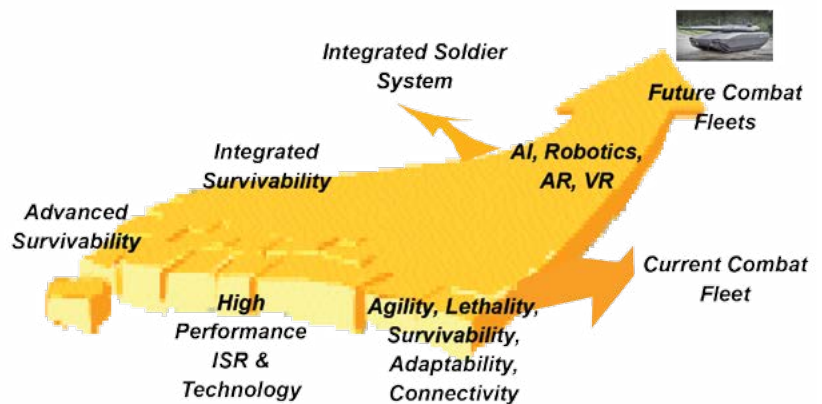 Integrated Soldier
System
Future Combat
Fleets
Integrated
Survivability
AI, Robotics,
AR, VR
Advanced
Survivability
Current Combat
Fleet
High
Performance
ISR &
Technology
Agility, Lethality,
Survivability,
Adaptability,
Connectivity